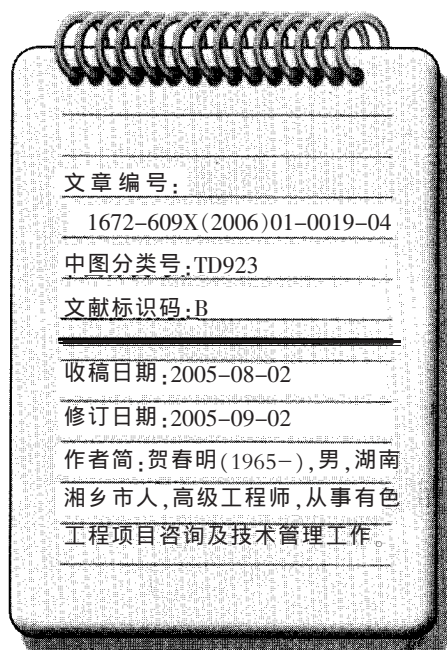 文章编号:
1672-609X(2006)01-0019-04
中图分类号:TD923
文献标识码:B
收稿日期:2005-08-02
修订日期:2005-09-02
作者简:贺春明(1965-),男,湖南
湘乡市人,高级工程师,从事有色
工程项目咨询及技术管理工作。